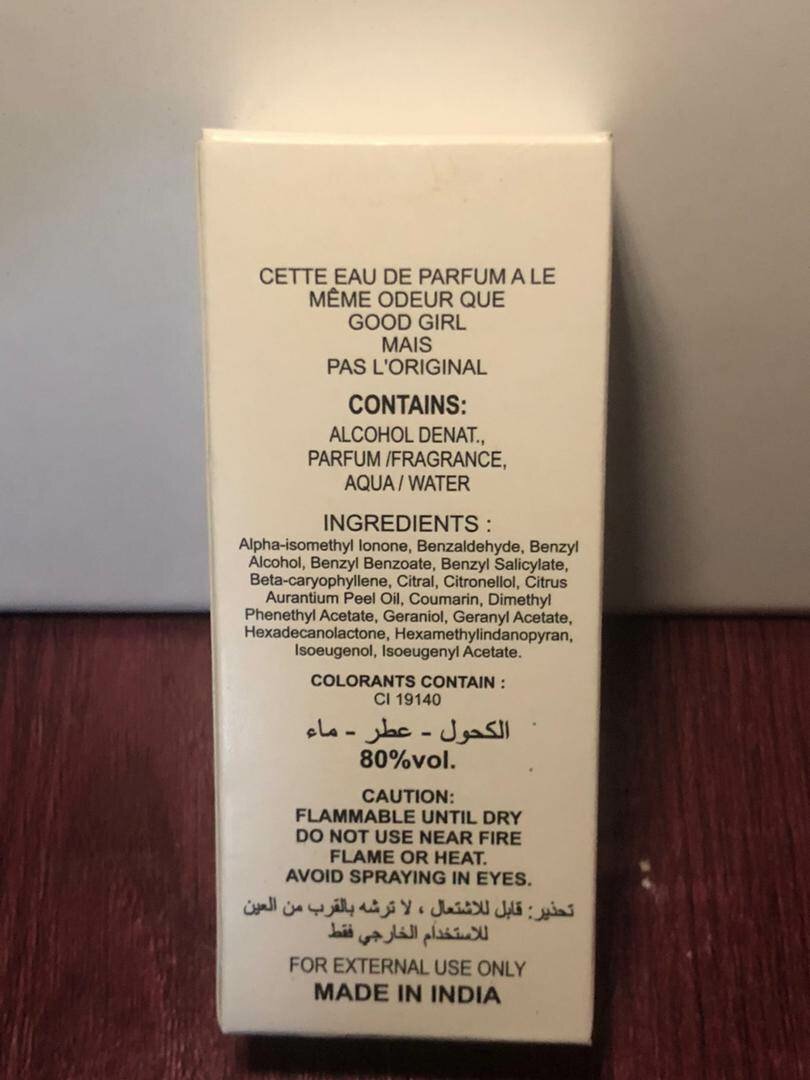 CETTE EAU DE PARFUM A LE
MÊME ODEUR QUE
GOOD GIRL
MAIS
PAS L'ORIGINAL
CONTAINS:
ALCOHOL DENAT.,
PARFUM /FRAGRANCE,
AQUA / WATER
INGREDIENTS :
Alpha-isomethyl Ionone, Benzaldehyde, Benzyl
Alcohol, Benzyl Benzoate, Benzyl Salicylate,
Beta-caryophyllene, Citral, Citronellol, Citrus
Aurantium Peel Oil, Coumarin, Dimethyl
Phenethyl Acetate, Geraniol, Geranyl Acetate,
Hexadecanolactone, Hexamethylindanopyran,
Isoeugenol, Isoeugenyl Acetate.
COLORANTS CONTAIN :
CI 19140
الكحول - عطر - ماء
80%vol.
CAUTION:
FLAMMABLE UNTIL DRY
DO NOT USE NEAR FIRE
FLAME OR HEAT.
AVOID SPRAYING IN EYES.
تحذير: قابل للاشتعال ، لا ترشه بالقرب من العين
للاستخدام الخارجي فقط
FOR EXTERNAL USE ONLY
MADE IN INDIA